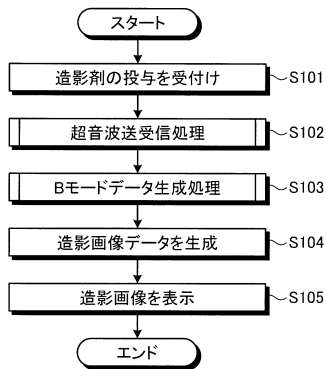 スタート
造影剤の投与を受付け ～S101
超音波送受信処理 ～S102
Bモードデータ生成処理 ～S103
造影画像データを生成 ～S104
造影画像を表示 ～S105
エンド